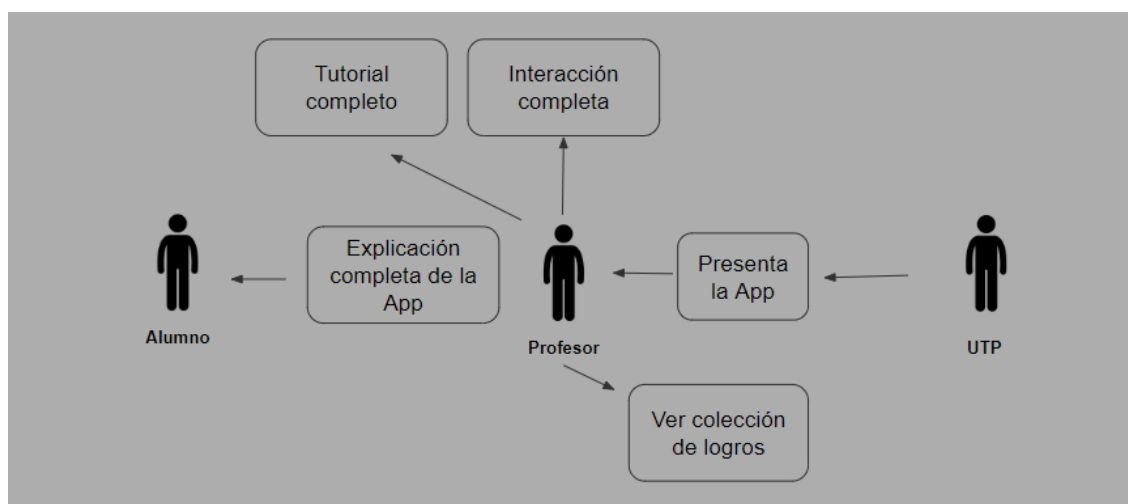 Tutorial
completo
Interacción
completa
Explicación
completa de la
App
Presenta
la App
Alumno
Profesor
UTP
Ver colección
de logros